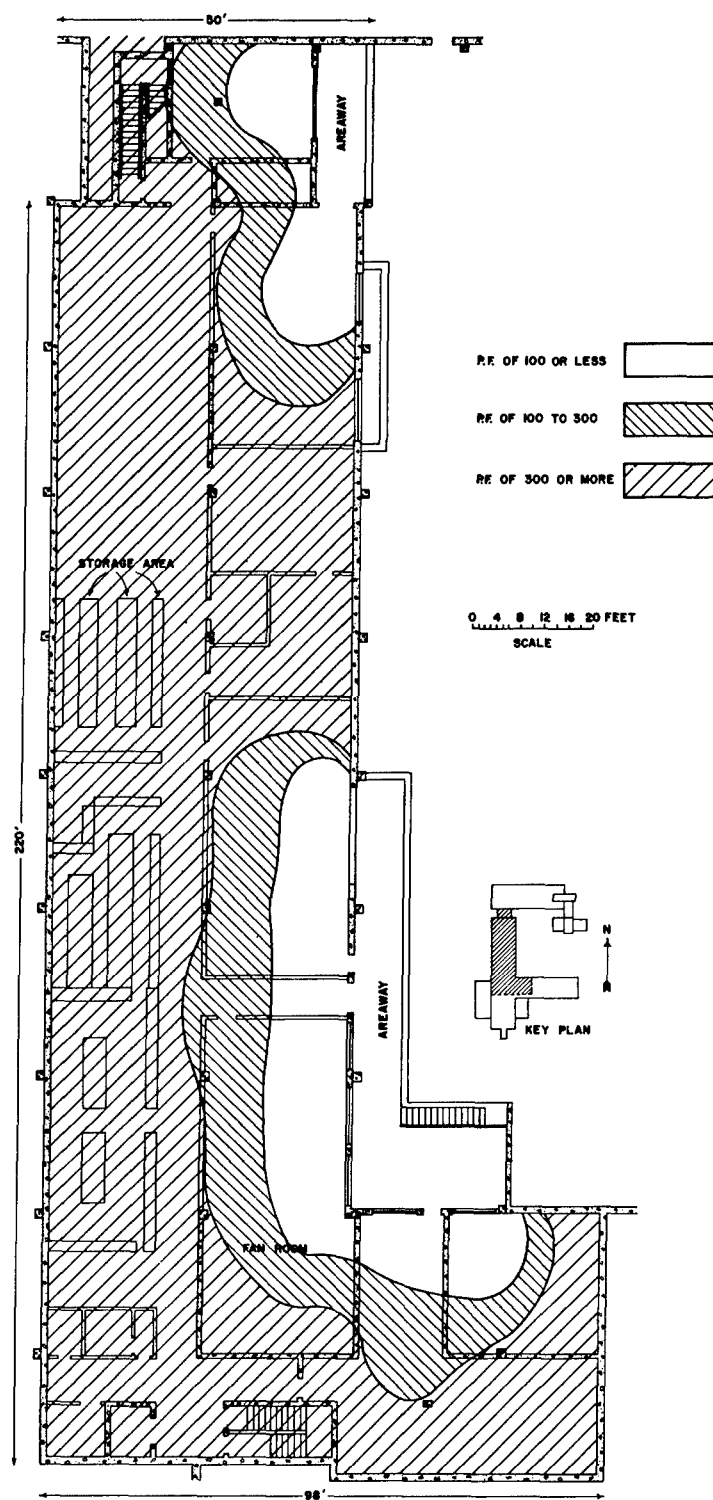 50'
AREAWAY
P.F. OF 100 OR LESS
P.F. OF 100 TO 300
P.F. OF 300 OR MORE
STORAGE AREA
0 4 8 12 16 20 FEET
SCALE
220'
N
KEY PLAN
AREAWAY
FAN ROOM
98'